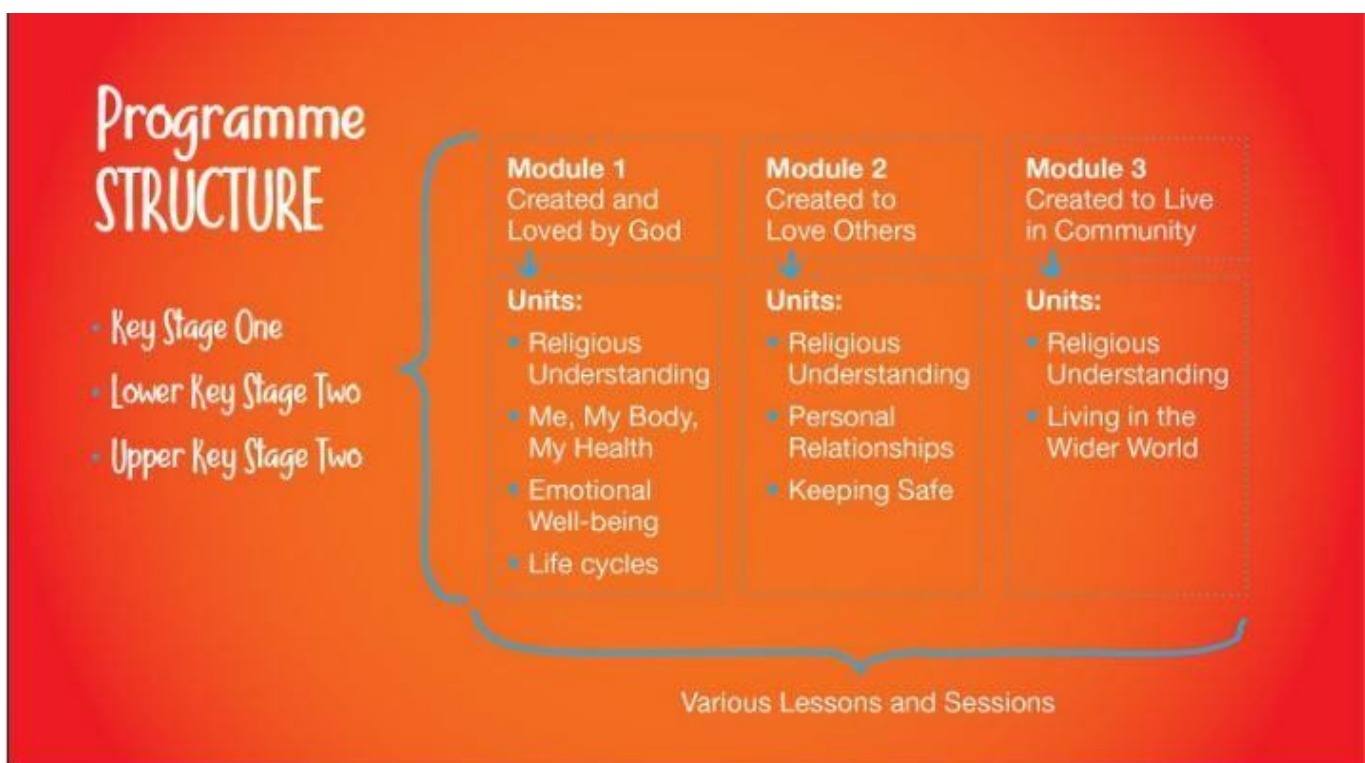 Programme
STRUCTURE
• Key Stage One
• Lower Key Stage Two
• Upper Key Stage Two
Module 1
Created and
Loved by God
Units:
• Religious
Understanding
• Me, My Body,
My Health
• Emotional
Well-being
• Life cycles
Module 2
Created to
Love Others
Units:
• Religious
Understanding
• Personal
Relationships
• Keeping Safe
Module 3
Created to Live
in Community
Units:
• Religious
Understanding
• Living in the
Wider World
Various Lessons and Sessions